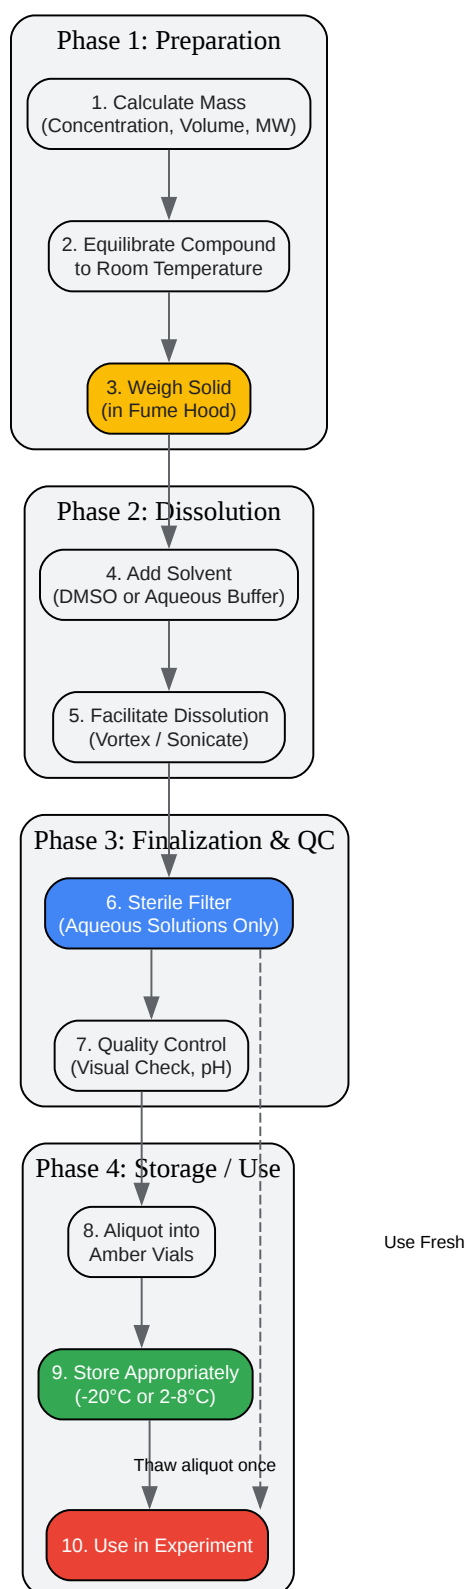 Phase 1: Preparation
1. Calculate Mass
(Concentration, Volume, MW)
2. Equilibrate Compound
to Room Temperature
3. Weigh Solid
(in Fume Hood)
Phase 2: Dissolution
4. Add Solvent
(DMSO or Aqueous Buffer)
5. Facilitate Dissolution
(Vortex / Sonicate)
Phase 3: Finalization & QC
6. Sterile Filter
(Aqueous Solutions Only)
7. Quality Control
(Visual Check, pH)
Phase 4: Storage / Use
8. Aliquot into
Amber Vials
Use Fresh
9. Store Appropriately
(-20°C or 2-8°C)
Thaw aliquot once
10. Use in Experiment